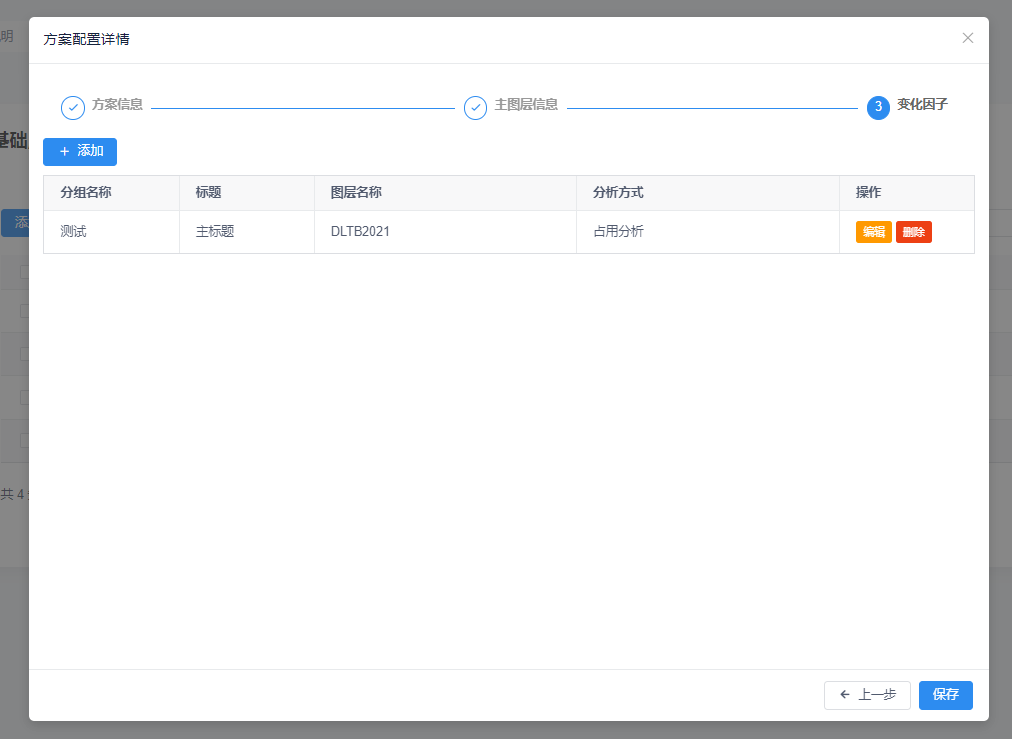 明
方案配置详情
方案信息
主图层信息
3 变化因子
基础
+ 添加
分组名称 标题 图层名称 分析方式 操作
添
测试 主标题 DLTB2021 占用分析 编辑 删除
共 4
上一步 保存